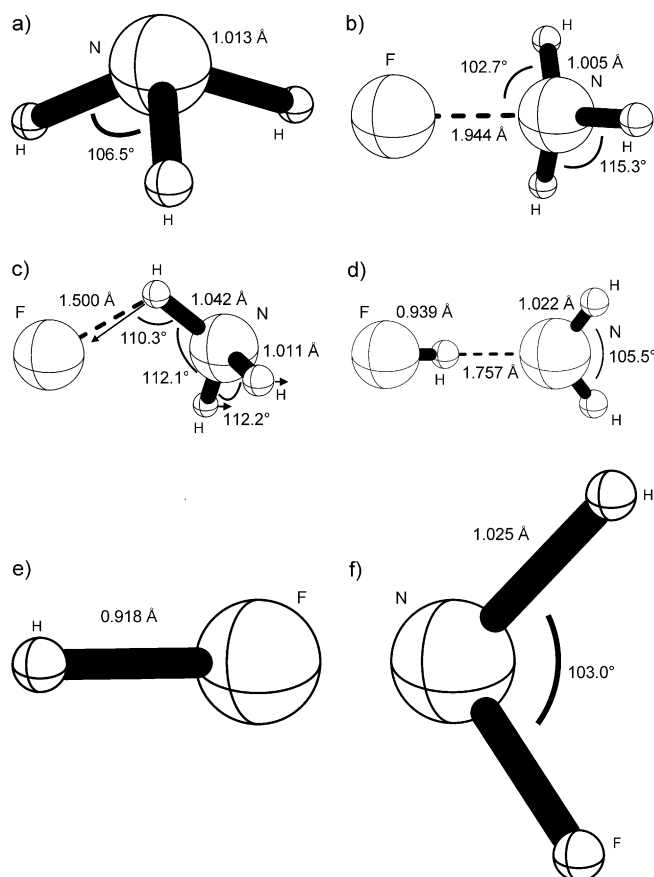 a)
N
1.013 Å
H
H
106.5°
H
b)
H
F
102.7°
1.005 Å
N
1.944 Å
H
115.3°
H
c)
H
1.500 Å
1.042 Å
N
F
110.3°
1.011 Å
112.1°
H
H
112.2°
d)
H
F
0.939 Å
1.022 Å
N
H
1.757 Å
105.5°
H
e)
F
0.918 Å
H
f)
H
1.025 Å
N
103.0°
F